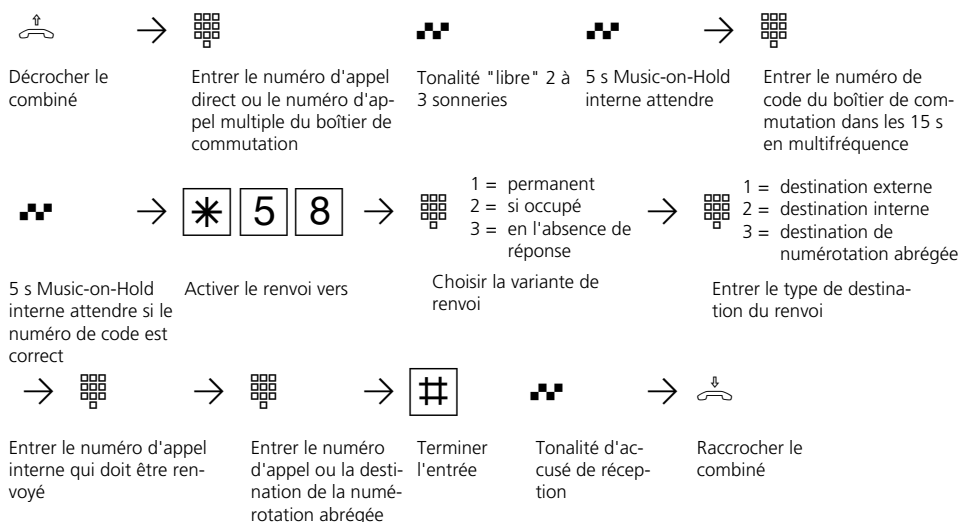 Décrocher le
combiné
Entrer le numéro d'appel
direct ou le numéro d'ap-
pel multiple du boîtier de
commutation
Tonalité "libre" 2 à
3 sonneries
5 s Music-on-Hold
interne attendre
Entrer le numéro de
code du boîtier de com-
mutation dans les 15 s
en multifréquence
5 s Music-on-Hold
interne attendre si le
numéro de code est
correct
* 5 8
Activer le renvoi vers
1 = permanent
2 = si occupé
3 = en l'absence de
réponse
Choisir la variante de
renvoi
1 = destination externe
2 = destination interne
3 = destination de
numérotation abrégée
Entrer le type de destina-
tion du renvoi
Entrer le numéro d'appel
interne qui doit être ren-
voyé
Entrer le numéro
d'appel ou la desti-
nation de la numé-
rotation abrégée
#
Terminer
l'entrée
Tonalité d'ac-
cusé de récep-
tion
Raccrocher le
combiné